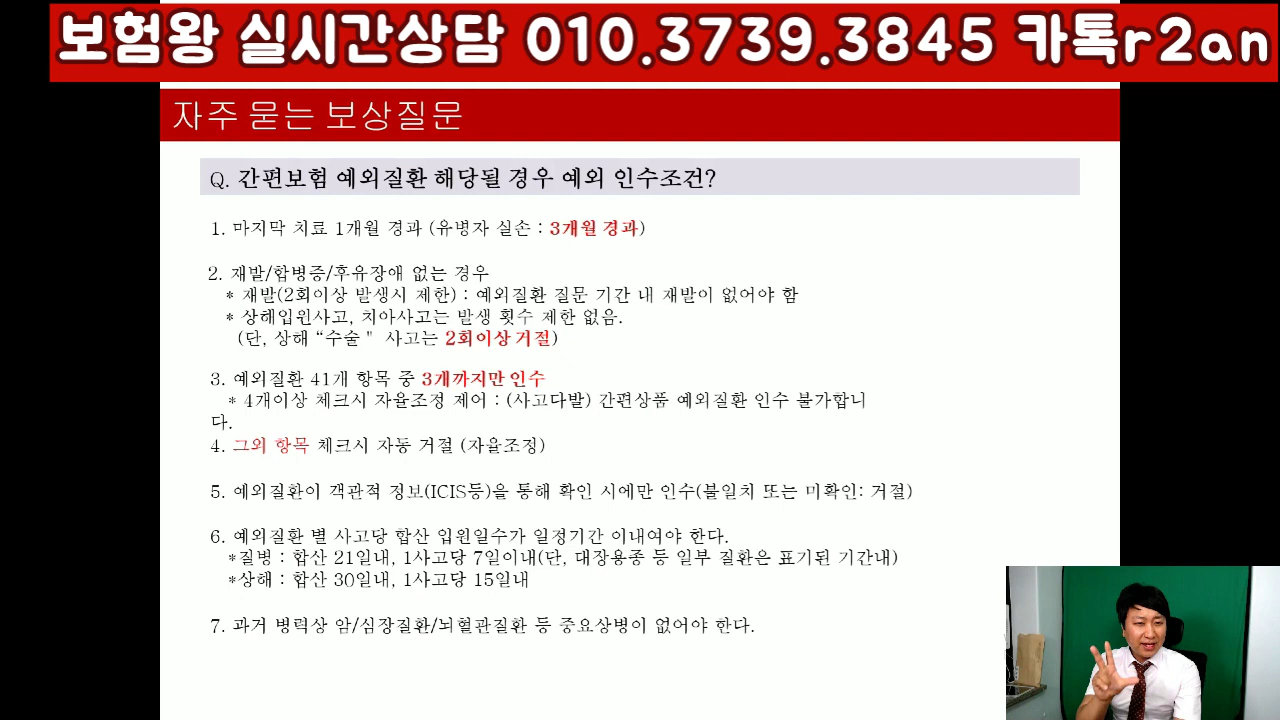 보험왕 실시간상담 010.3739.3845 카톡r2an
자주 묻는 보상질문
Q. 간편보험 예외질환 해당될 경우 예외 인수조건?
1. 마지막 치료 1개월 경과 (유병자 실손 : 3개월 경과)
2. 재발/합병증/후유장애 없는 경우
* 재발(2회이상 발생시 제한) : 예외질환 질문 기간 내 재발이 없어야 함
* 상해입원사고, 치아사고는 발생 횟수 제한 없음.
(단, 상해 “수술 " 사고는 2회이상 거절)
3. 예외질환 41개 항목 중 3개까지만 인수
* 4개이상 체크시 자율조정 제어 : (사고다발) 간편상품 예외질환 인수 불가합니
다.
4. 그외 항목 체크시 자동 거절 (자율조정)
5. 예외질환이 객관적 정보(ICIS등)을 통해 확인 시에만 인수(불일치 또는 미확인: 거절)
6. 예외질환 별 사고당 합산 입원일수가 일정기간 이내여야 한다.
*질병 : 합산 21일내, 1사고당 7일이내(단, 대장용종 등 일부 질환은 표기된 기간내)
*상해 : 합산 30일내, 1사고당 15일내
7. 과거 병력상 암/심장질환/뇌혈관질환 등 중요상병이 없어야 한다.